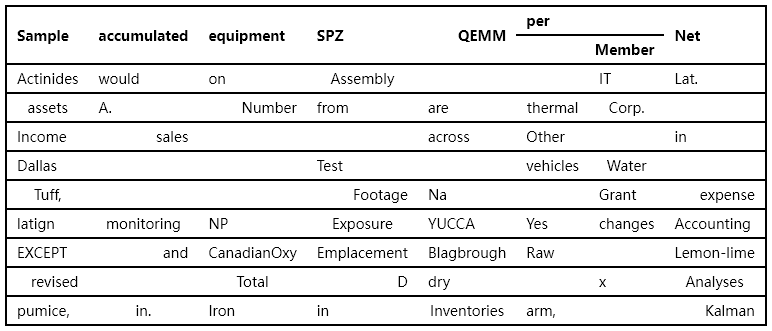 per
Sample accumulated equipment SPZ QEMM Member Net
Actinides would on Assembly IT Lat.
assets A. Number from are thermal Corp.
Income sales across Other in
Dallas Test vehicles Water
Tuff, Footage Na Grant expense
latign monitoring NP Exposure YUCCA Yes changes Accounting
EXCEPT and CanadianOxy Emplacement Blagbrough Raw Lemon-lime
revised Total D dry x Analyses
pumice, in. Iron in Inventories arm, Kalman